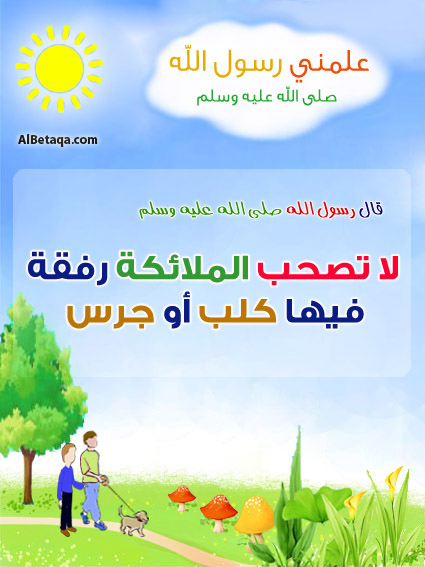 علمني رسول الله
صلى الله عليه وسلم
AlBetaqa.com
قال رسول الله صلى الله عليه وسلم
لا تصحب الملائكة رفقة
فيها كلب أو جرس